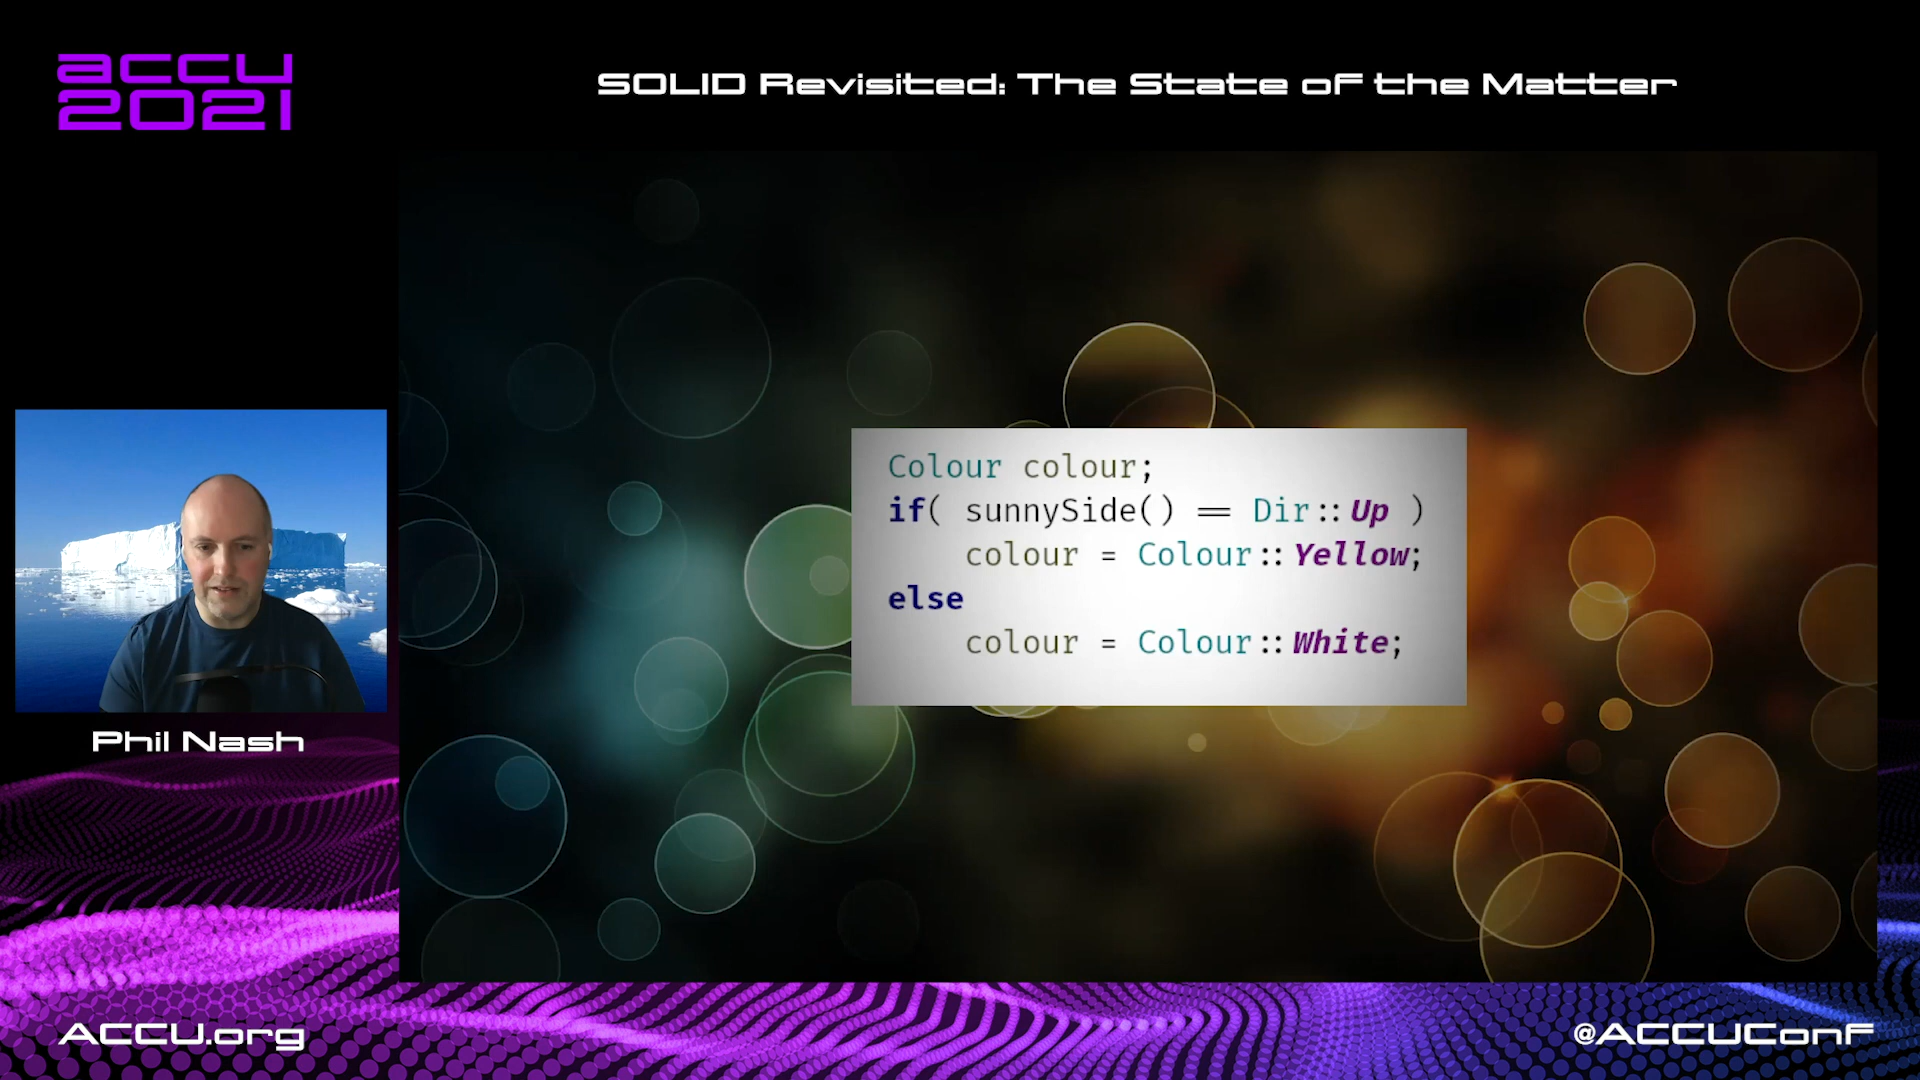 accu
2021
SOLID Revisited: The State of the Matter
Colour colour;
if( sunnySide() == Dir::Up )
    colour = Colour::Yellow;
else
    colour = Colour::White;
Phil Nash
ACCU.org
@ACCUConf